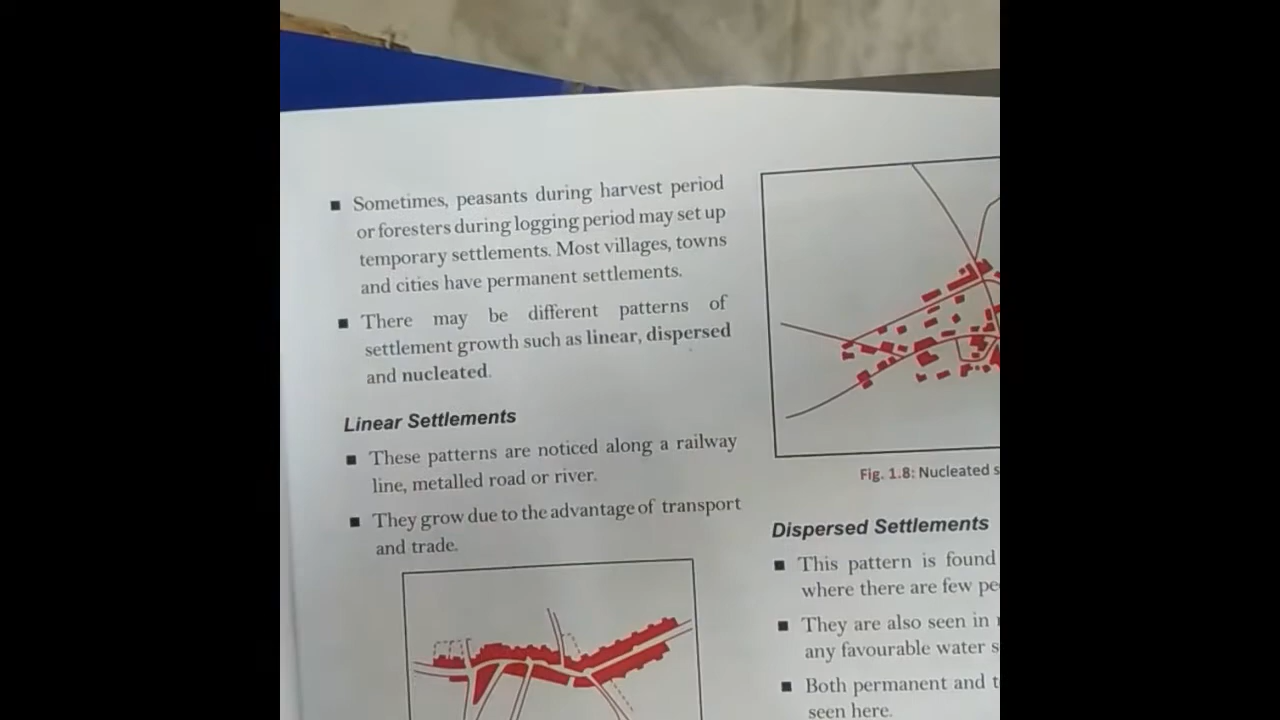 ■ Sometimes, peasants during harvest period
or foresters during logging period may set up
temporary settlements. Most villages, towns
and cities have permanent settlements.
■ There may be different patterns of
settlement growth such as linear, dispersed
and nucleated.
Linear Settlements
■ These patterns are noticed along a railway
line, metalled road or river.
■ They grow due to the advantage of transport
and trade.
Fig. 1.8: Nucleated
Dispersed Settlements
■ This pattern is found
where there are few
■ They are also seen in
any favourable water
■ Both permanent and
seen here.